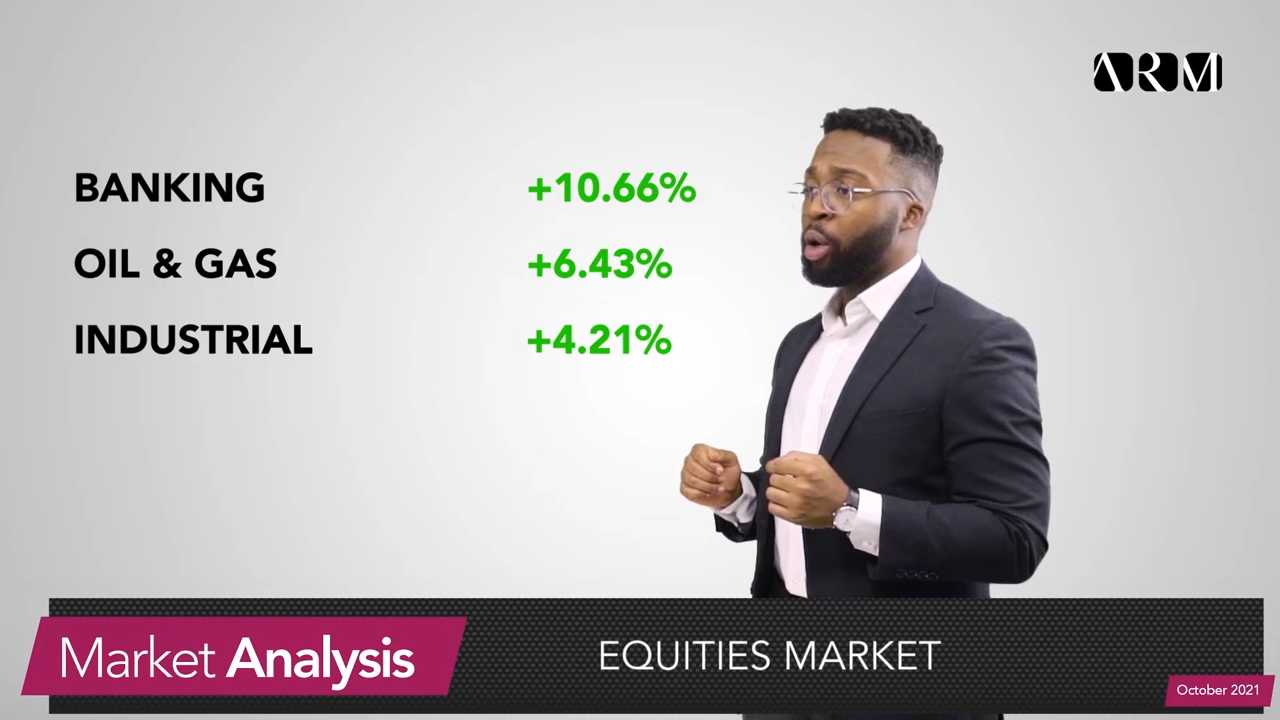 ARM
BANKING +10.66%
OIL & GAS +6.43%
INDUSTRIAL +4.21%
Market Analysis
EQUITIES MARKET
October 2021